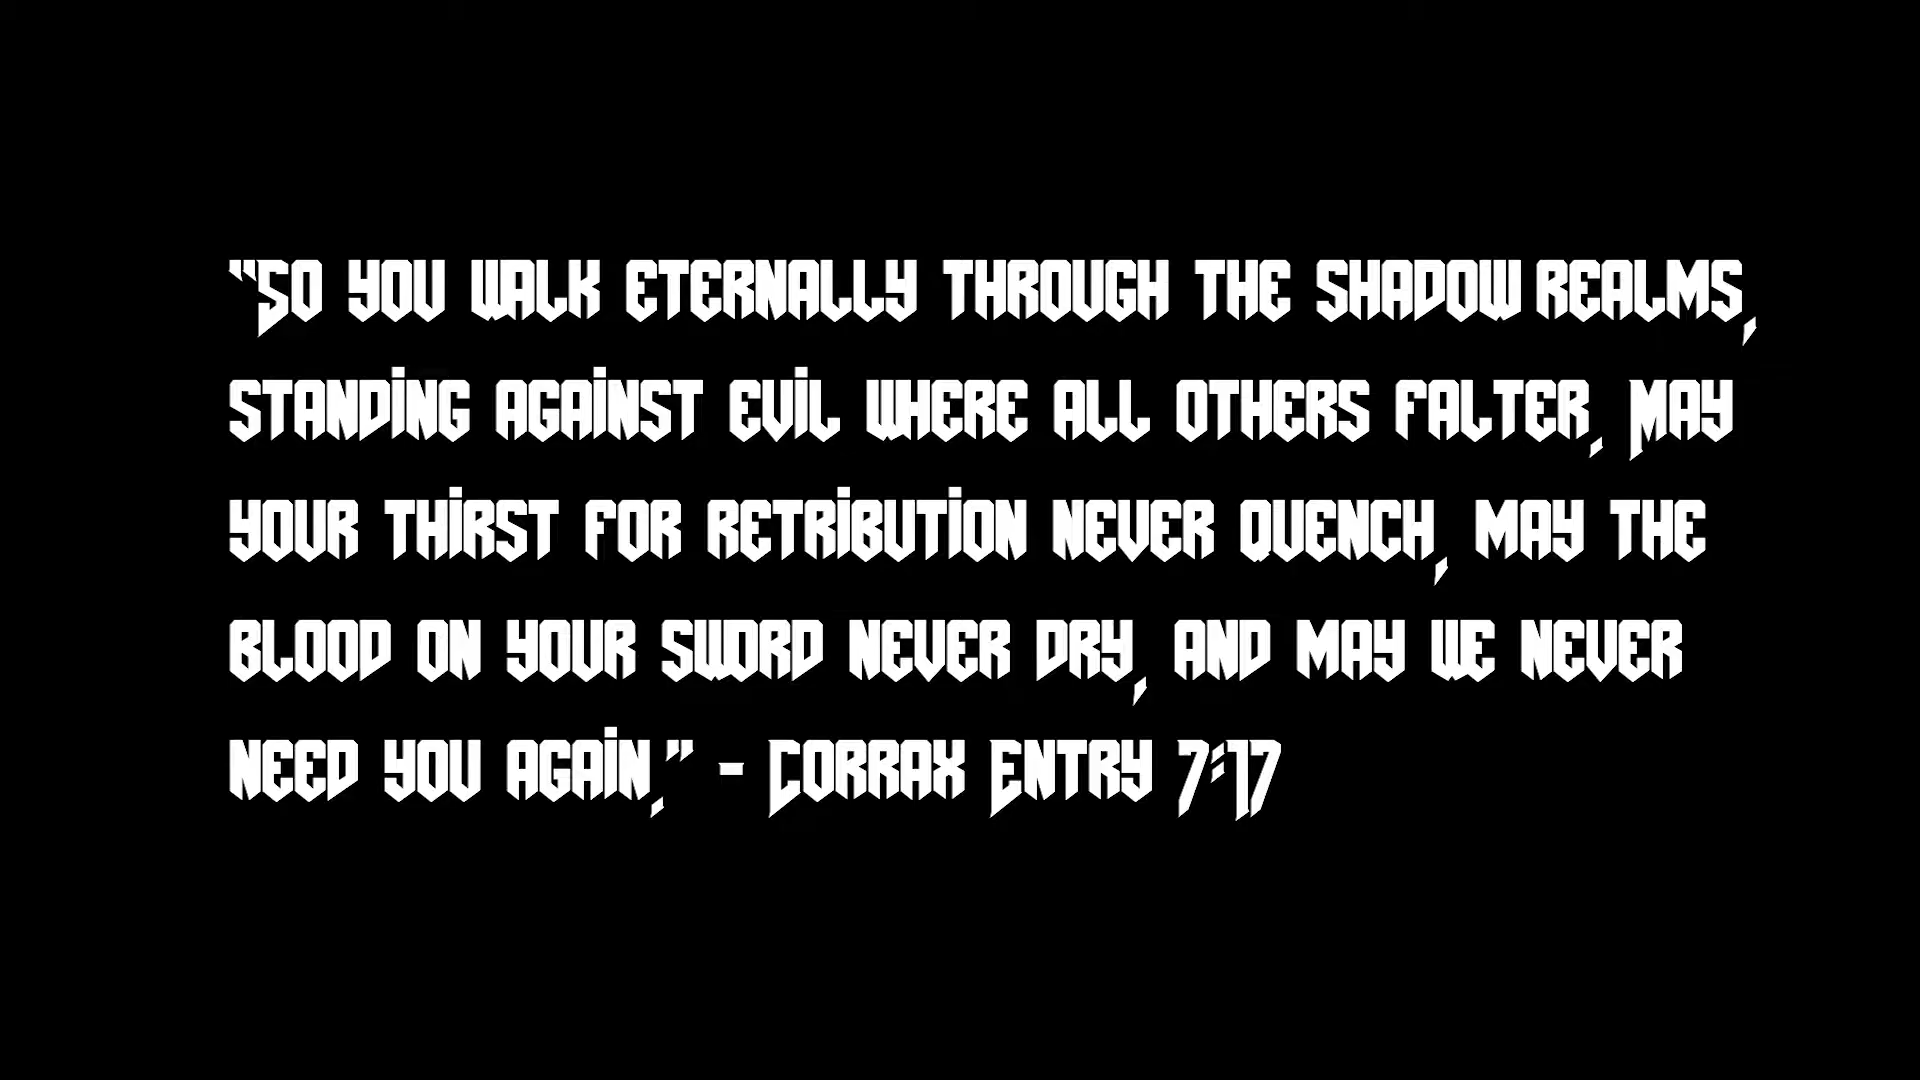 "So you walk eternally through the shadow realms,
standing against evil where all others falter. May
your thirst for retribution never quench, may the
blood on your sword never dry, and may we never
need you again." - Corrax Entry 7:17